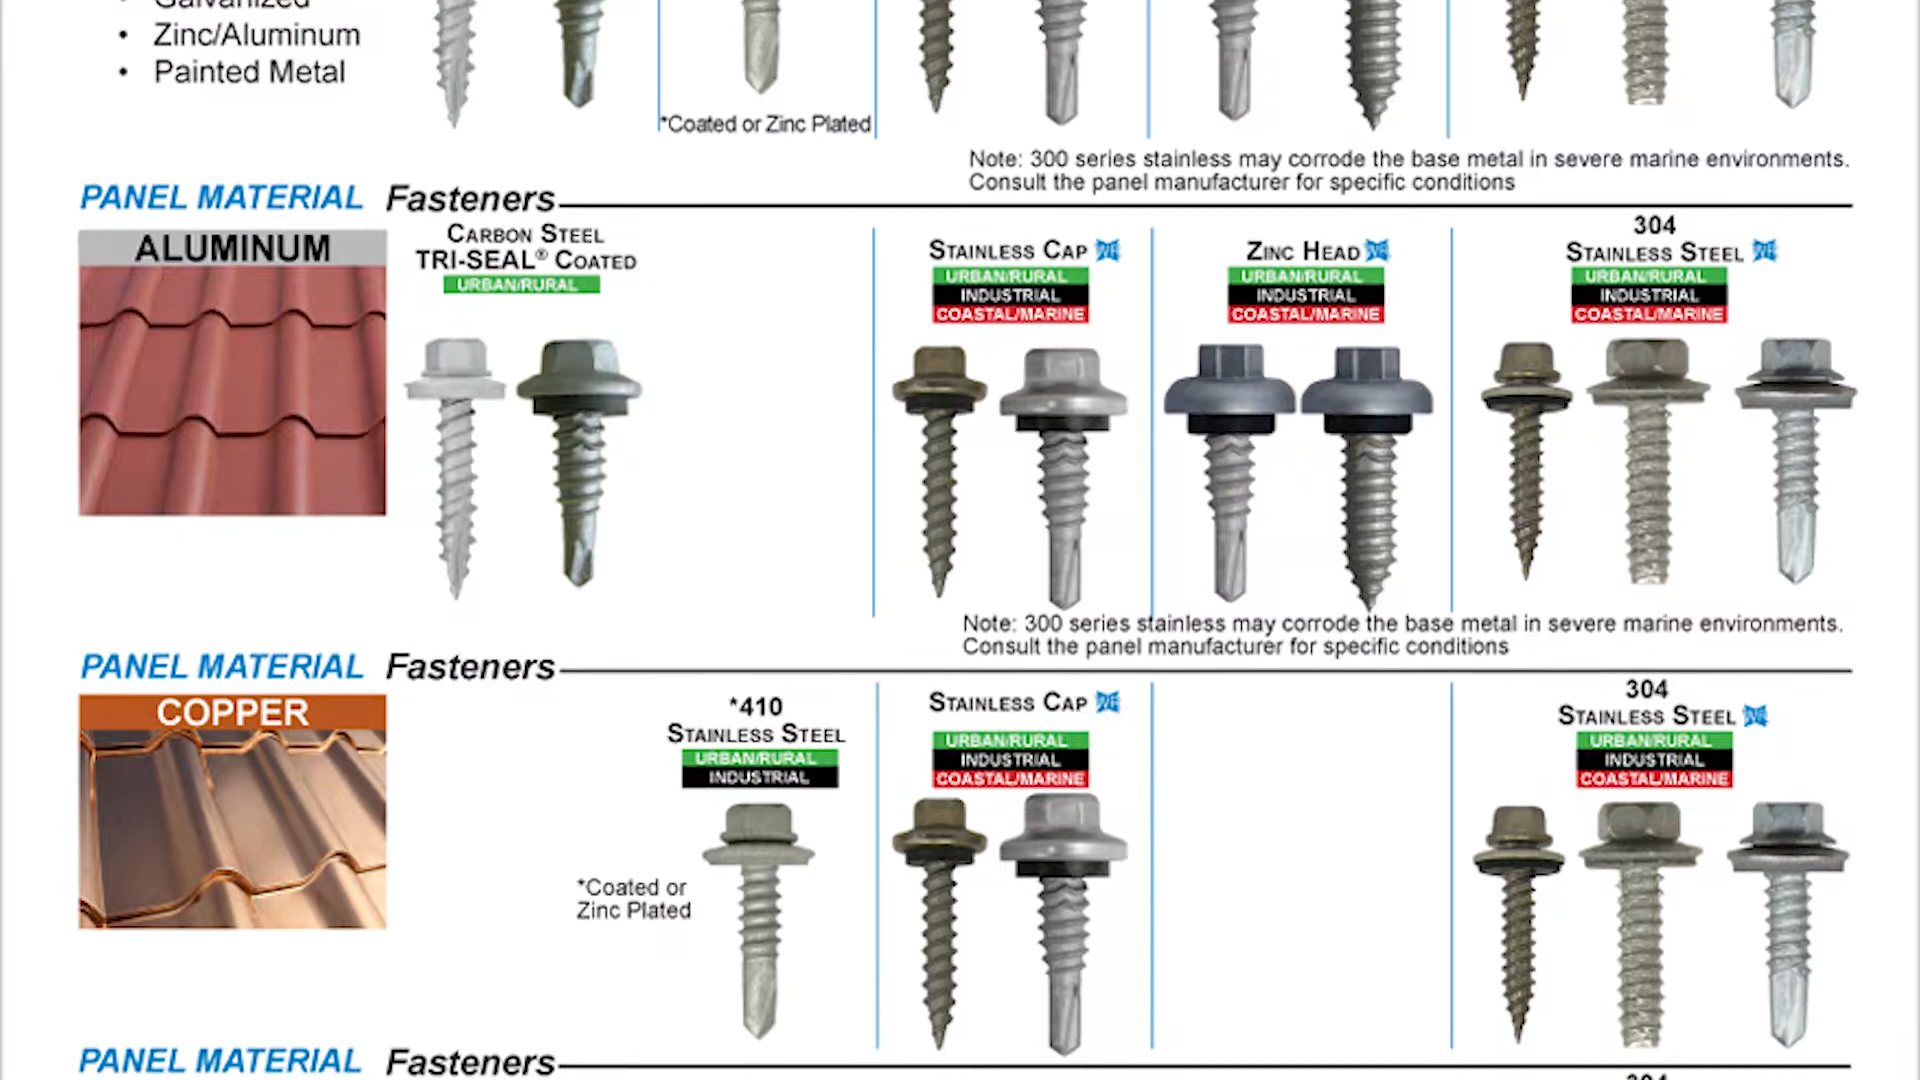 Galvanized
• Zinc/Aluminum
• Painted Metal
*Coated or Zinc Plated
Note: 300 series stainless may corrode the base metal in severe marine environments.
Consult the panel manufacturer for specific conditions
PANEL MATERIAL Fasteners
ALUMINUM
CARBON STEEL
TRI-SEAL® COATED
URBAN/RURAL
STAINLESS CAP
URBAN/RURAL
INDUSTRIAL
COASTAL/MARINE
ZINC HEAD
URBAN/RURAL
INDUSTRIAL
COASTAL/MARINE
304
STAINLESS STEEL
URBAN/RURAL
INDUSTRIAL
COASTAL/MARINE
Note: 300 series stainless may corrode the base metal in severe marine environments.
Consult the panel manufacturer for specific conditions
PANEL MATERIAL Fasteners
COPPER
*410
STAINLESS STEEL
URBAN/RURAL
INDUSTRIAL
*Coated or
Zinc Plated
STAINLESS CAP
URBAN/RURAL
INDUSTRIAL
COASTAL/MARINE
304
STAINLESS STEEL
URBAN/RURAL
INDUSTRIAL
COASTAL/MARINE
PANEL MATERIAL Fasteners
304